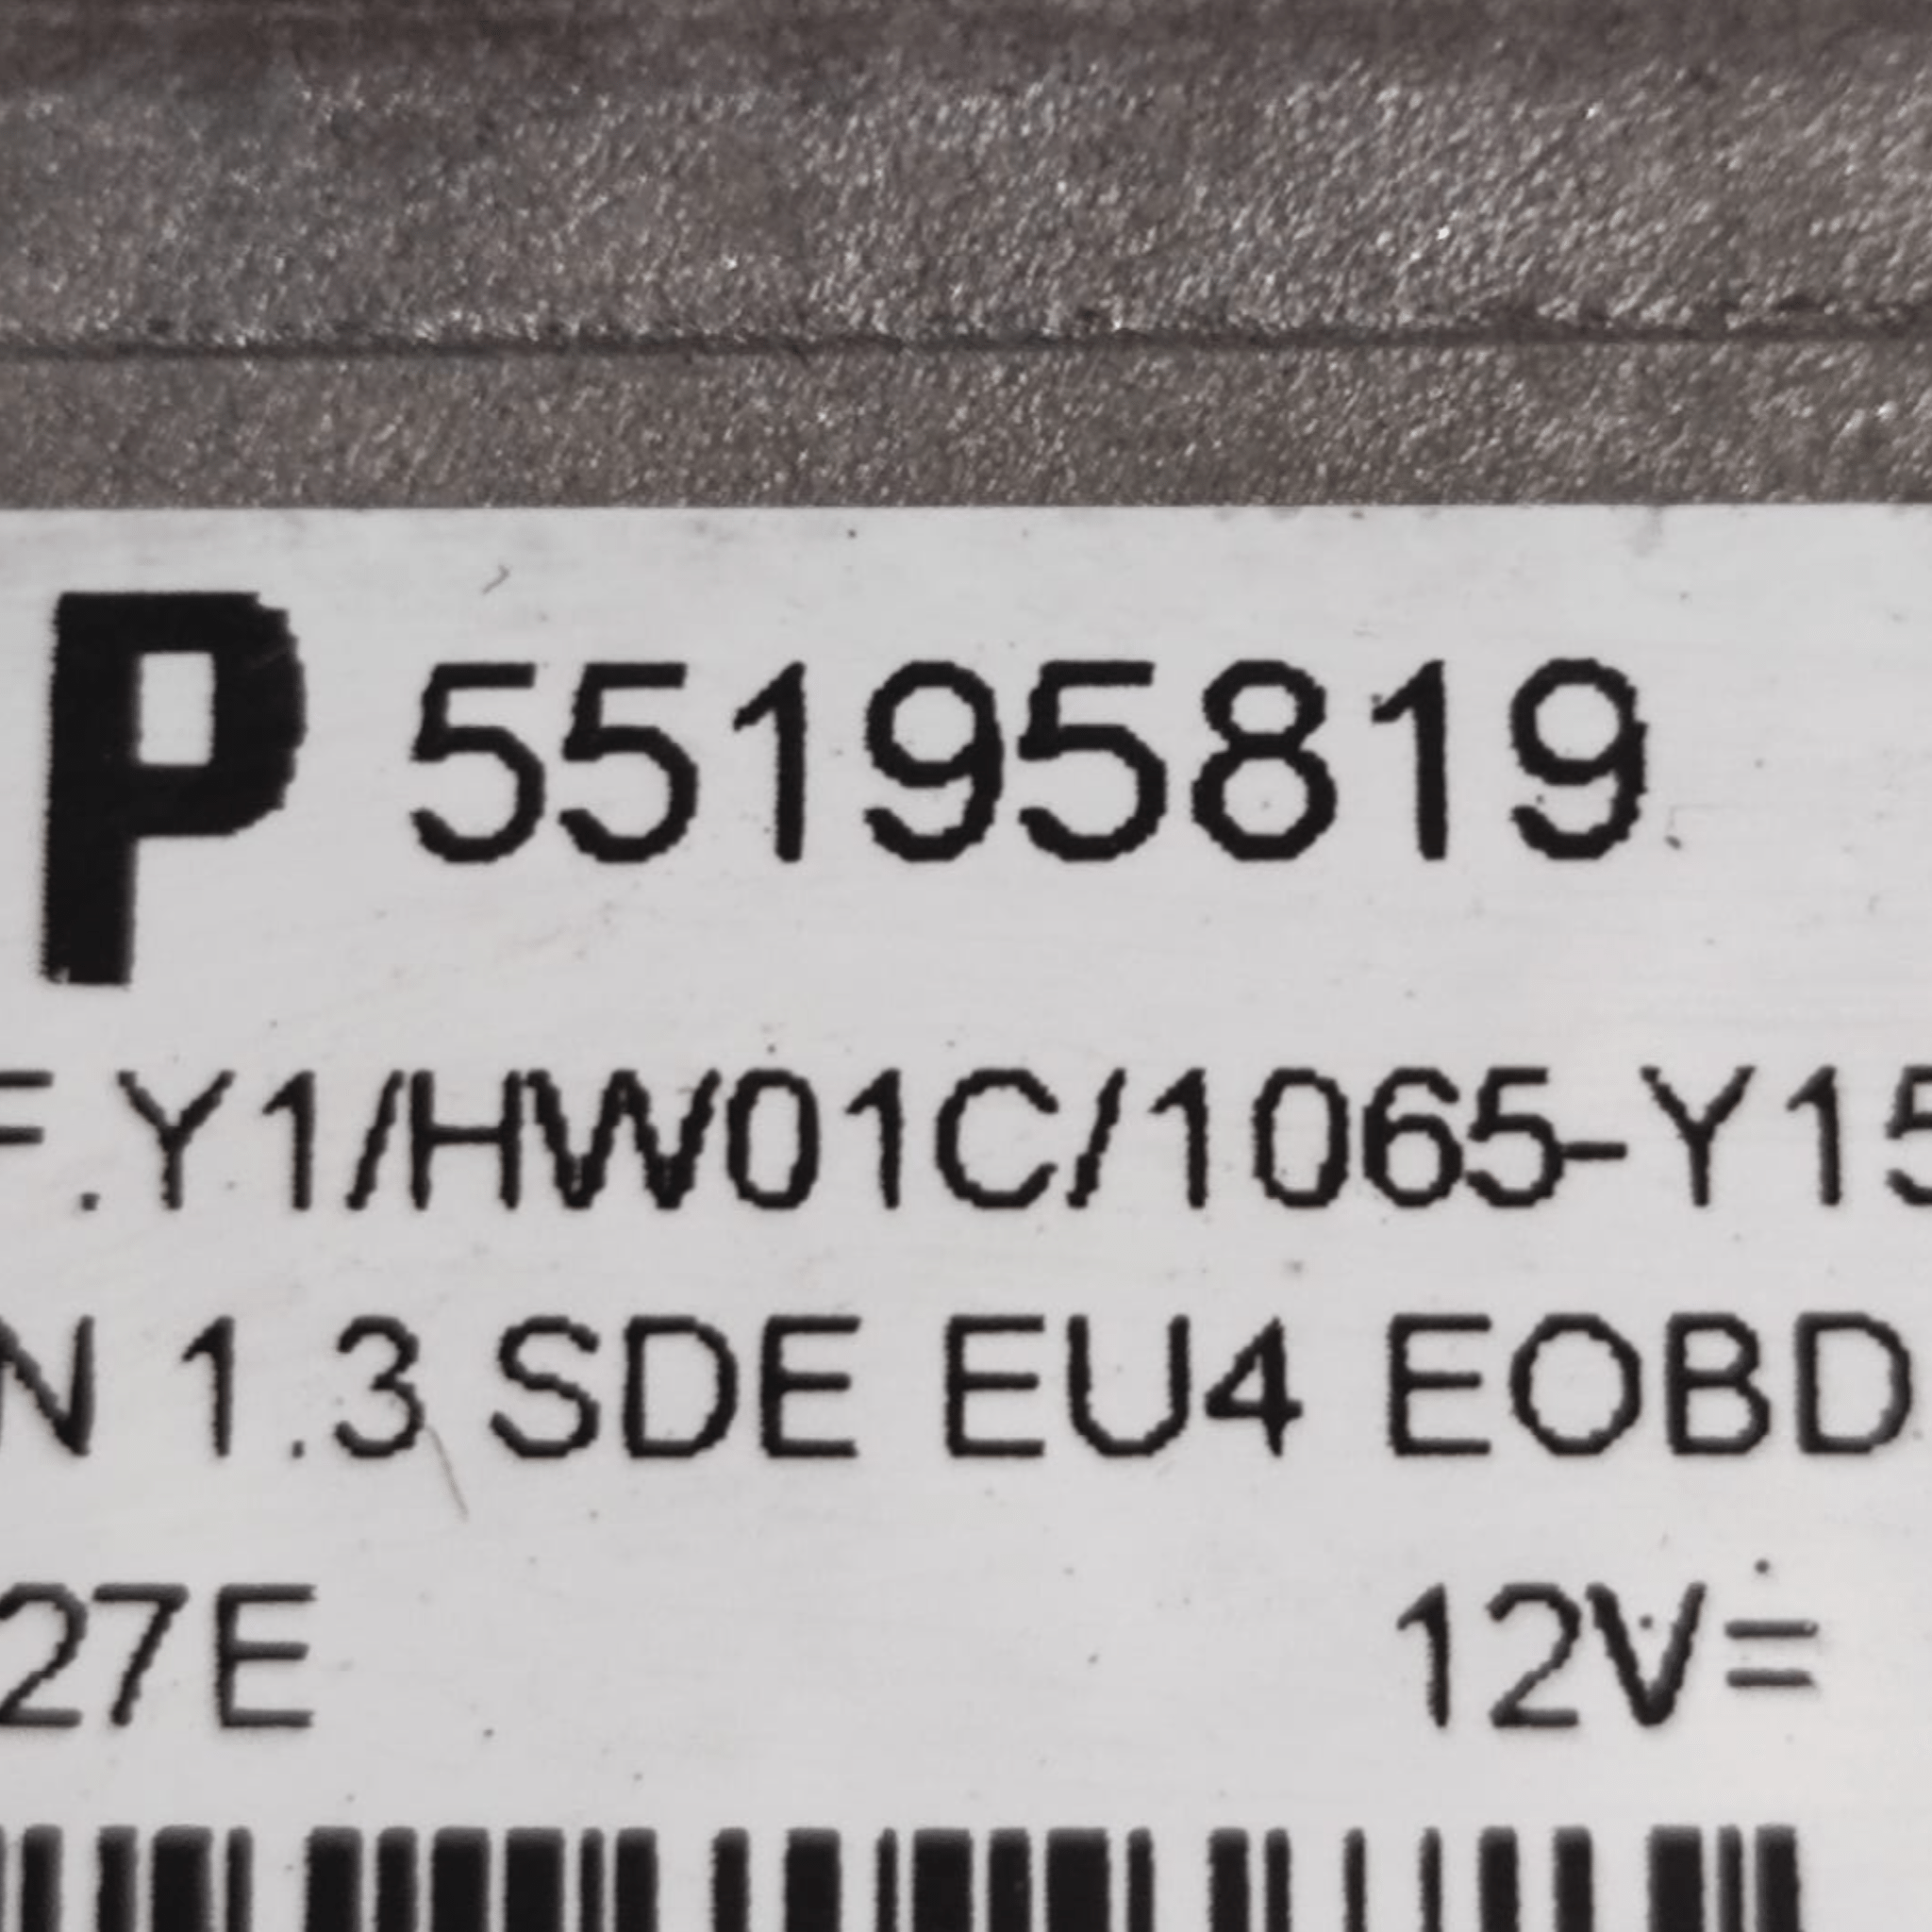 P 55195819
F.Y1/HW01C/1065-Y15
N 1.3 SDE EU4 EOBD
27E 12V=